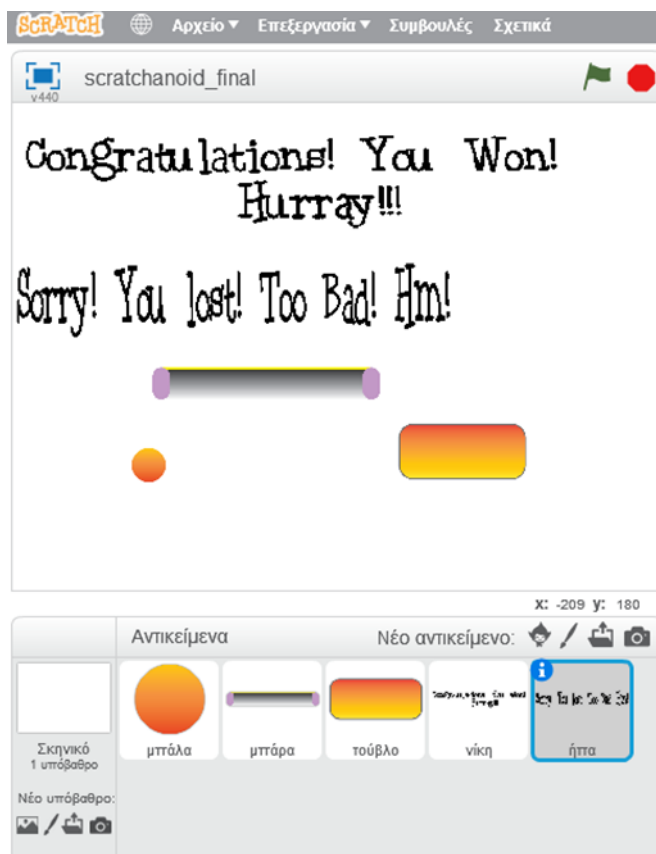 SCRATCH Αρχείο Επεξεργασία Συμβουλές Σχετικά
v440 scratchanoid_final
Congratulations! You Won!
Hurray!!!
Sorry! You lost! Too Bad! Hm!
x: -209 y: 180
Αντικείμενα Νέο αντικείμενο:
μπάλα μπάρα τούβλο νίκη ήττα
Σκηνικό
1 υπόβαθρο
Νέο υπόβαθρο: